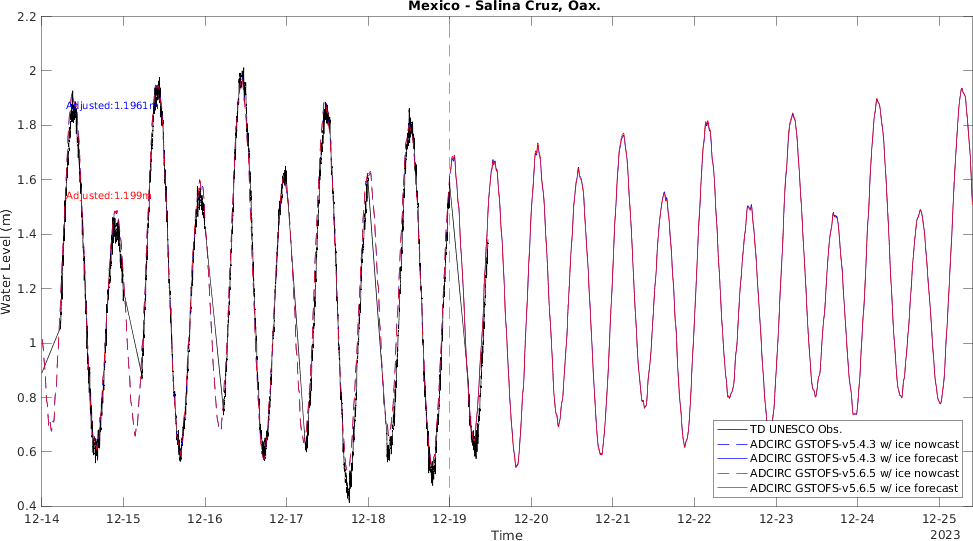 Mexico - Salina Cruz, Oax.
2.2
2
1.8
1.6
1.4
1.2
1
0.8
0.6
0.4
Water Level (m)
Adjusted:1.1961m
Adjusted:1.199m
TD UNESCO Obs.
ADCIRC GSTOFS-v5.4.3 w/ ice nowcast
ADCIRC GSTOFS-v5.4.3 w/ ice forecast
ADCIRC GSTOFS-v5.6.5 w/ ice nowcast
ADCIRC GSTOFS-v5.6.5 w/ ice forecast
12-14 12-15 12-16 12-17 12-18 12-19 12-20 12-21 12-22 12-23 12-24 12-25
Time
2023